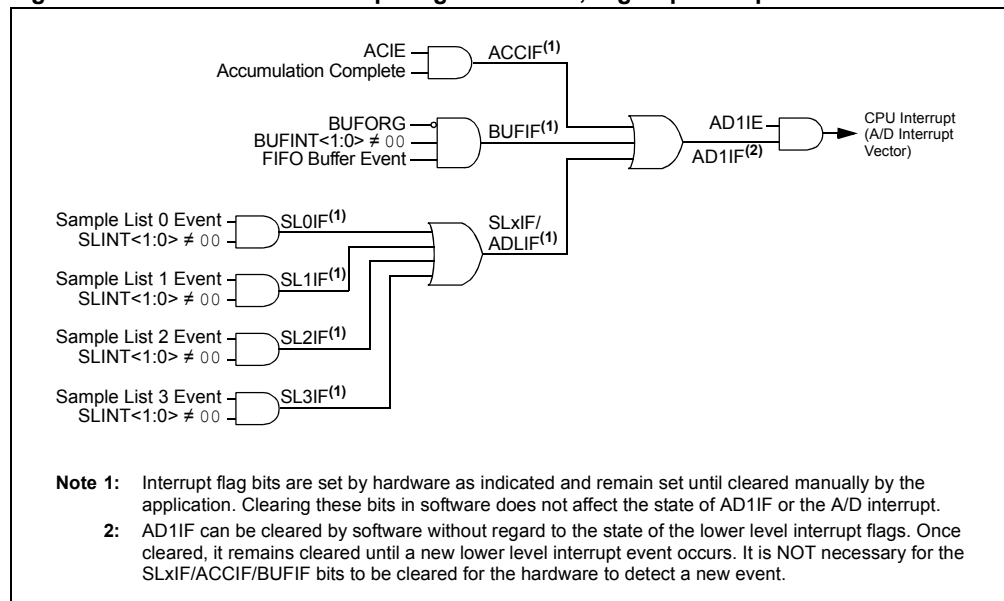 ACIE
Accumulation Complete
ACCIF(1)
BUFORG
BUFINT<1:0> ≠ 00
FIFO Buffer Event
BUFIF(1)
AD1IE
AD1IF(2)
CPU Interrupt
(A/D Interrupt
Vector)
Sample List 0 Event
SLINT<1:0> ≠ 00
SL0IF(1)
SLxIF/
ADLIF(1)
Sample List 1 Event
SLINT<1:0> ≠ 00
SL1IF(1)
Sample List 2 Event
SLINT<1:0> ≠ 00
SL2IF(1)
Sample List 3 Event
SLINT<1:0> ≠ 00
SL3IF(1)
Note 1: Interrupt flag bits are set by hardware as indicated and remain set until cleared manually by the
application. Clearing these bits in software does not affect the state of AD1IF or the A/D interrupt.
2: AD1IF can be cleared by software without regard to the state of the lower level interrupt flags. Once
cleared, it remains cleared until a new lower level interrupt event occurs. It is NOT necessary for the
SLxIF/ACCIF/BUFIF bits to be cleared for the hardware to detect a new event.